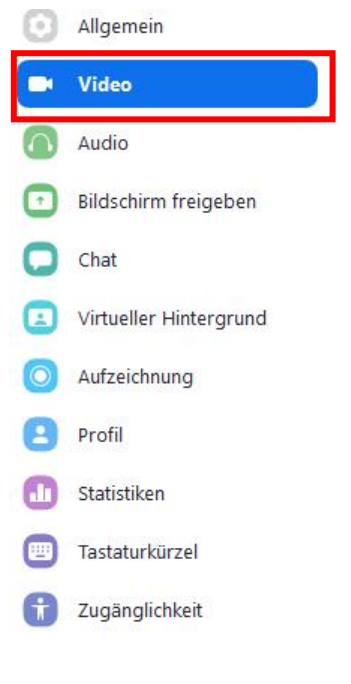 Allgemein
Video
Audio
Bildschirm freigeben
Chat
Virtueller Hintergrund
Aufzeichnung
Profil
Statistiken
Tastaturkürzel
Zugänglichkeit